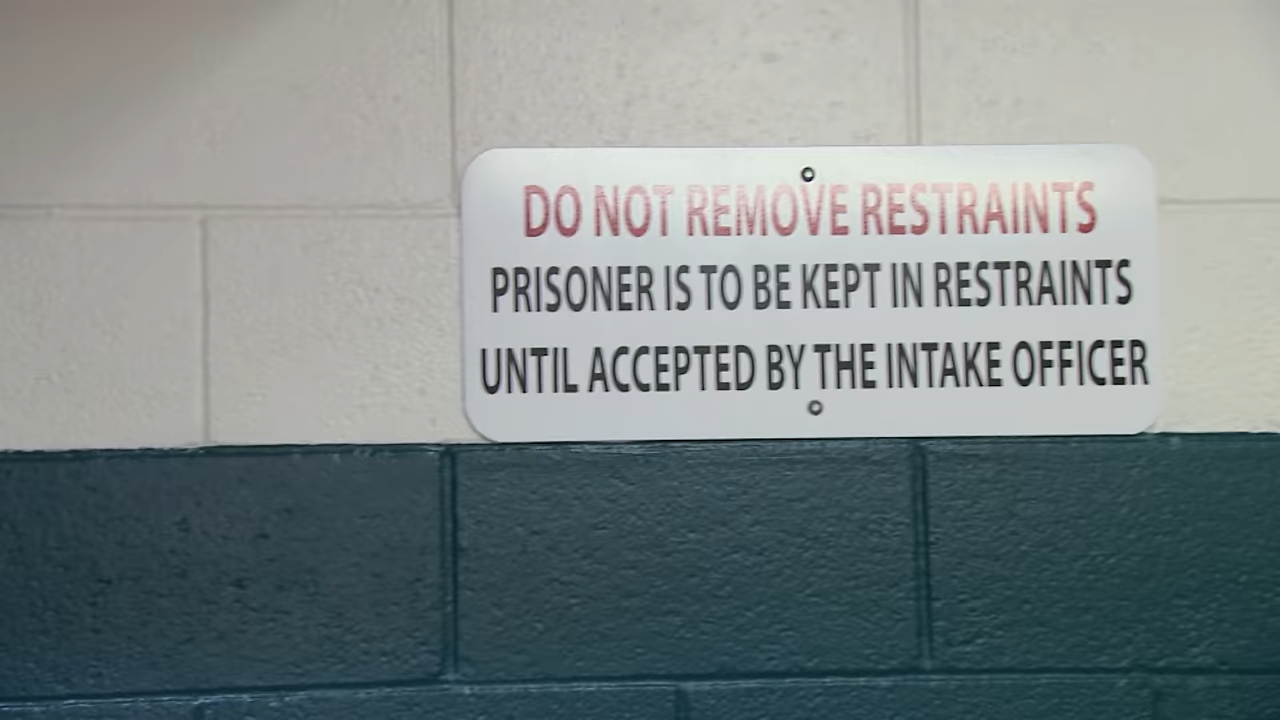 DO NOT REMOVE RESTRAINTS
PRISONER IS TO BE KEPT IN RESTRAINTS
UNTIL ACCEPTED BY THE INTAKE OFFICER